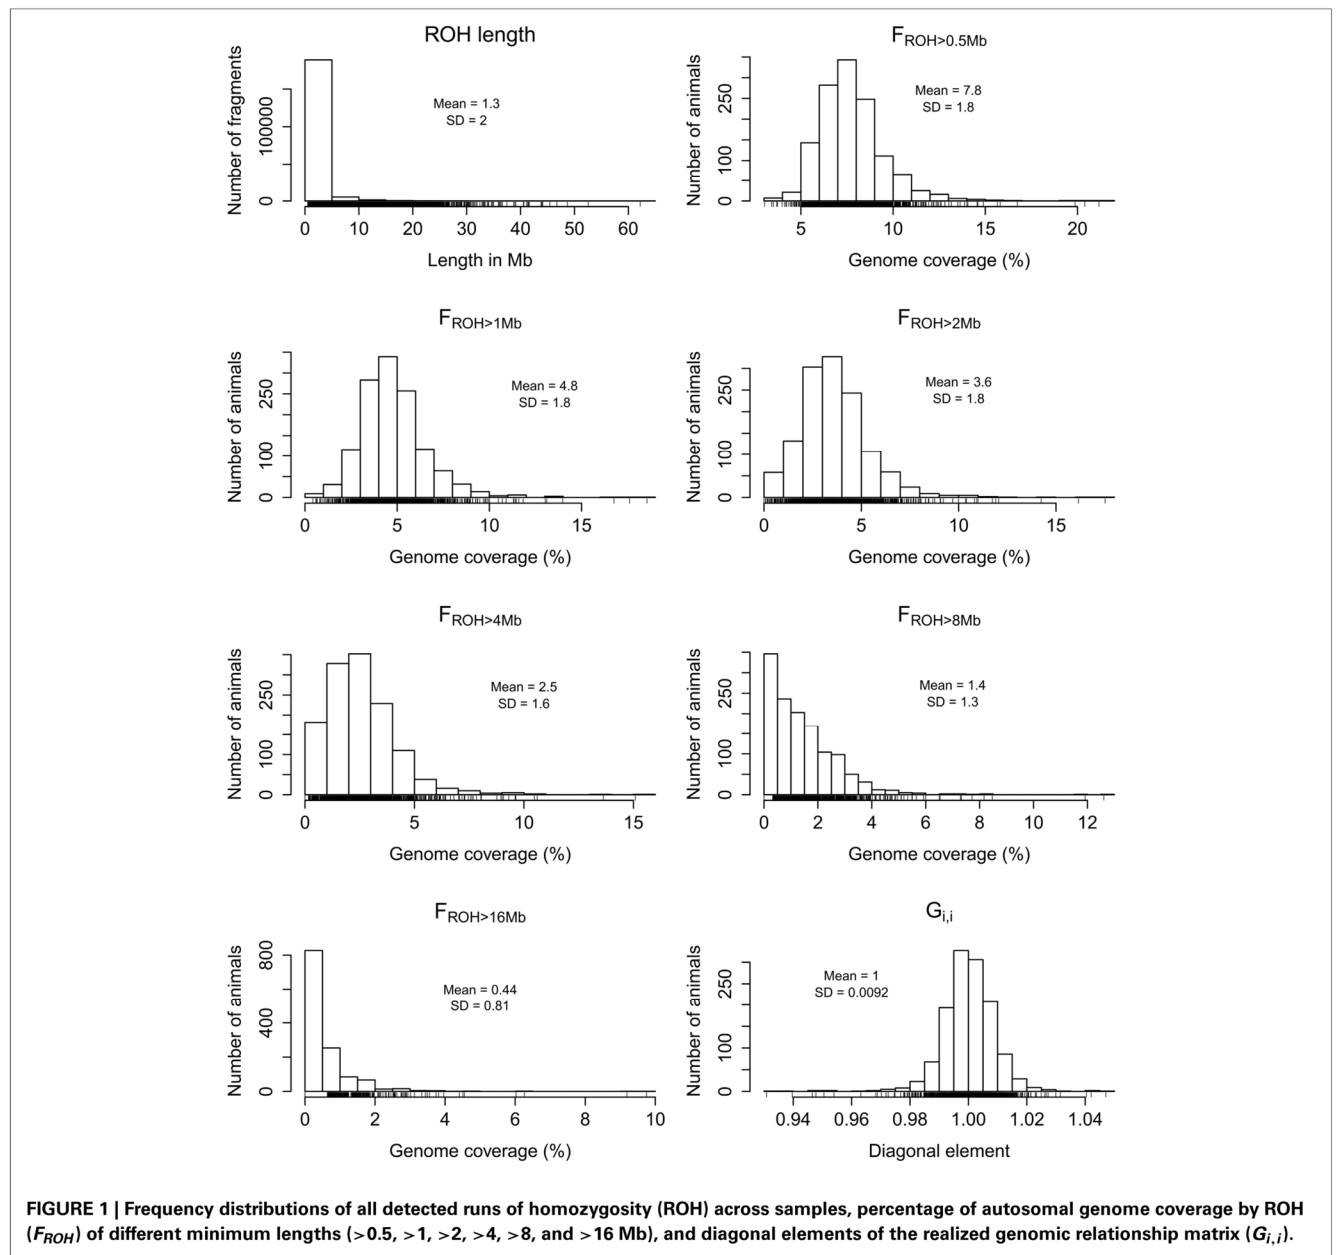 ROH length
Number of fragments
0 100000
Mean = 1.3
SD = 2
0 10 20 30 40 50 60
Length in Mb
FROH>0.5Mb
Number of animals
0 100 250
Mean = 7.8
SD = 1.8
5 10 15 20
Genome coverage (%)
FROH>1Mb
Number of animals
0 100 250
Mean = 4.8
SD = 1.8
0 5 10 15
Genome coverage (%)
FROH>2Mb
Number of animals
0 100 250
Mean = 3.6
SD = 1.8
0 5 10 15
Genome coverage (%)
FROH>4Mb
Number of animals
0 100 250
Mean = 2.5
SD = 1.6
0 5 10 15
Genome coverage (%)
FROH>8Mb
Number of animals
0 100 250
Mean = 1.4
SD = 1.3
0 2 4 6 8 10 12
Genome coverage (%)
FROH>16Mb
Number of animals
0 400 800
Mean = 0.44
SD = 0.81
0 2 4 6 8 10
Genome coverage (%)
Gi,i
Number of animals
0 100 250
Mean = 1
SD = 0.0092
0.94 0.96 0.98 1.00 1.02 1.04
Diagonal element
FIGURE 1 | Frequency distributions of all detected runs of homozygosity (ROH) across samples, percentage of autosomal genome coverage by ROH
(FROH) of different minimum lengths (>0.5, >1, >2, >4, >8, and >16 Mb), and diagonal elements of the realized genomic relationship matrix (Gi,i).